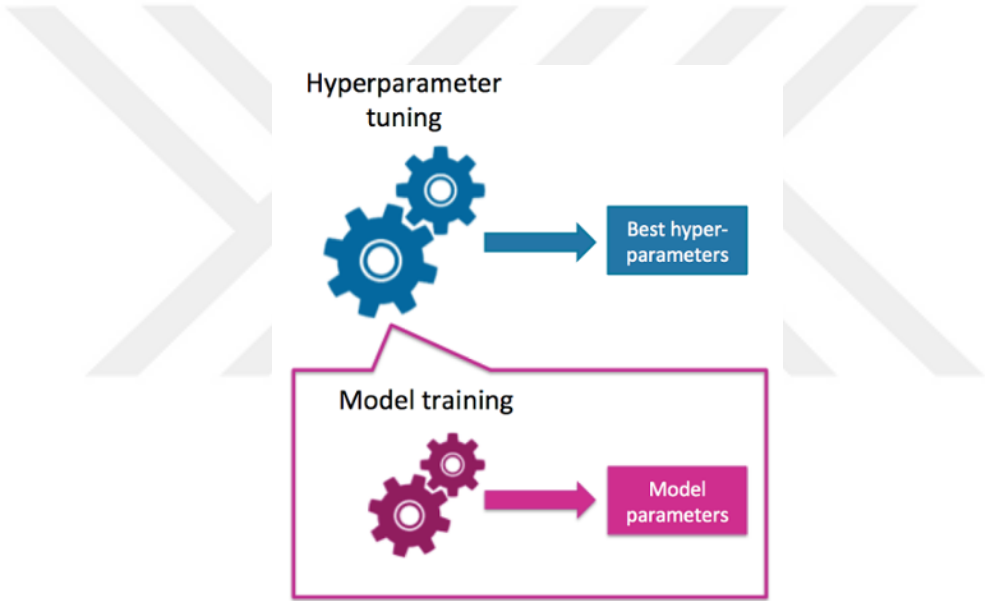 Hyperparameter
tuning
Best hyper-
parameters
Model training
Model
parameters